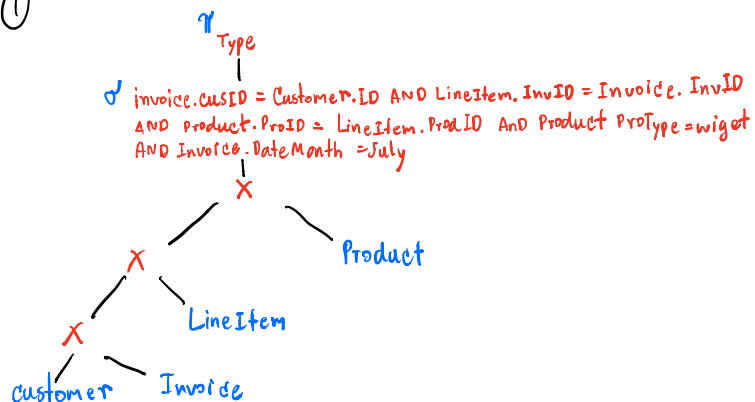 ①
π Type
σ invoice.cusID = Customer.ID AND LineItem.InvID = Invoice.InvID
AND Product.ProID = LineItem.ProdID AND Product ProType = wiget
AND Invoice.DateMonth = July
X
X
Product
X
LineItem
customer
Invoice